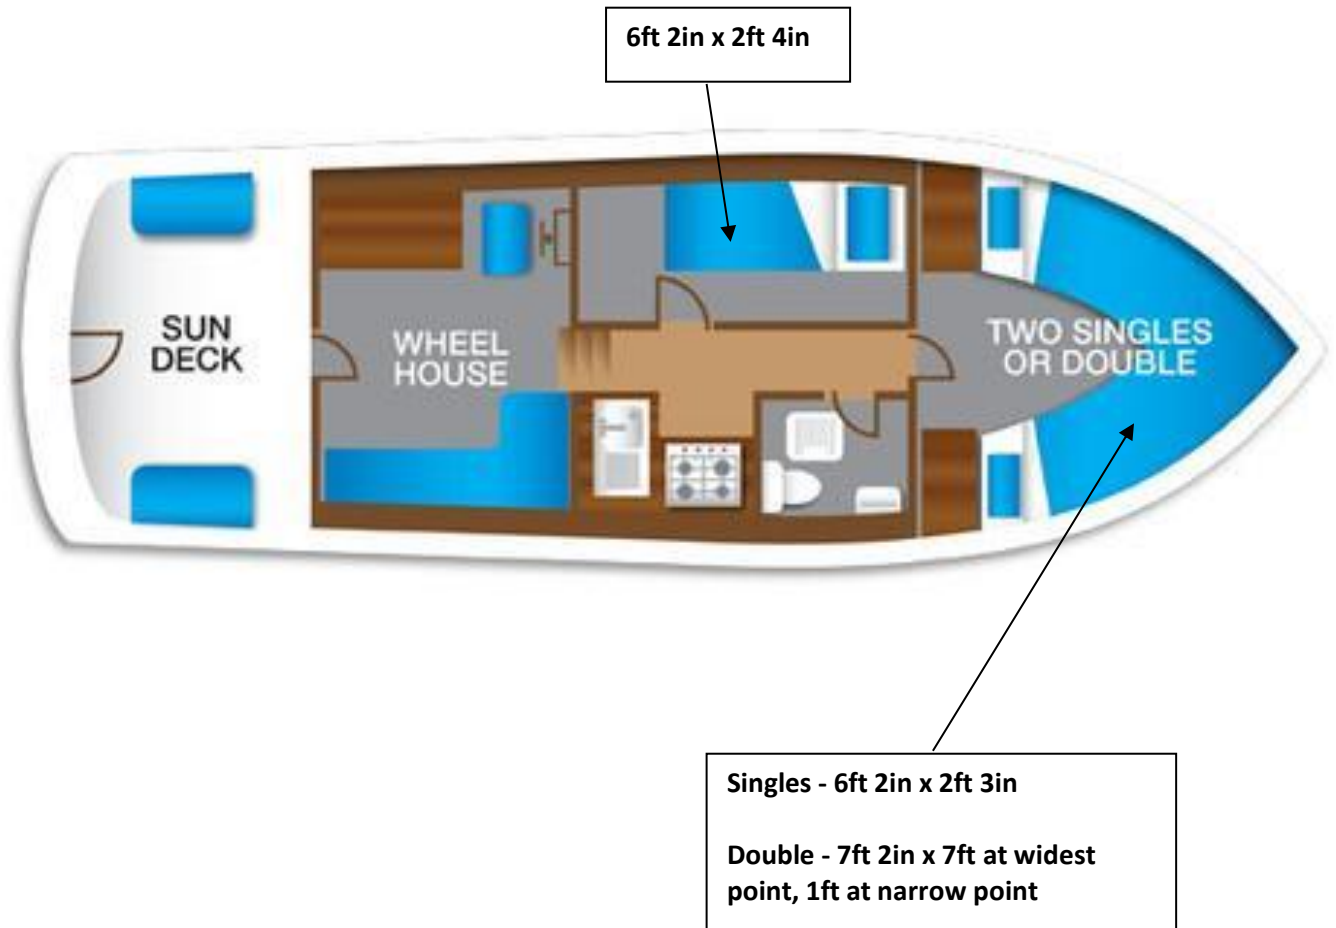 6ft 2in x 2ft 4in
SUN
DECK
WHEEL
HOUSE
TWO SINGLES
OR DOUBLE
Singles - 6ft 2in x 2ft 3in
Double - 7ft 2in x 7ft at widest
point, 1ft at narrow point